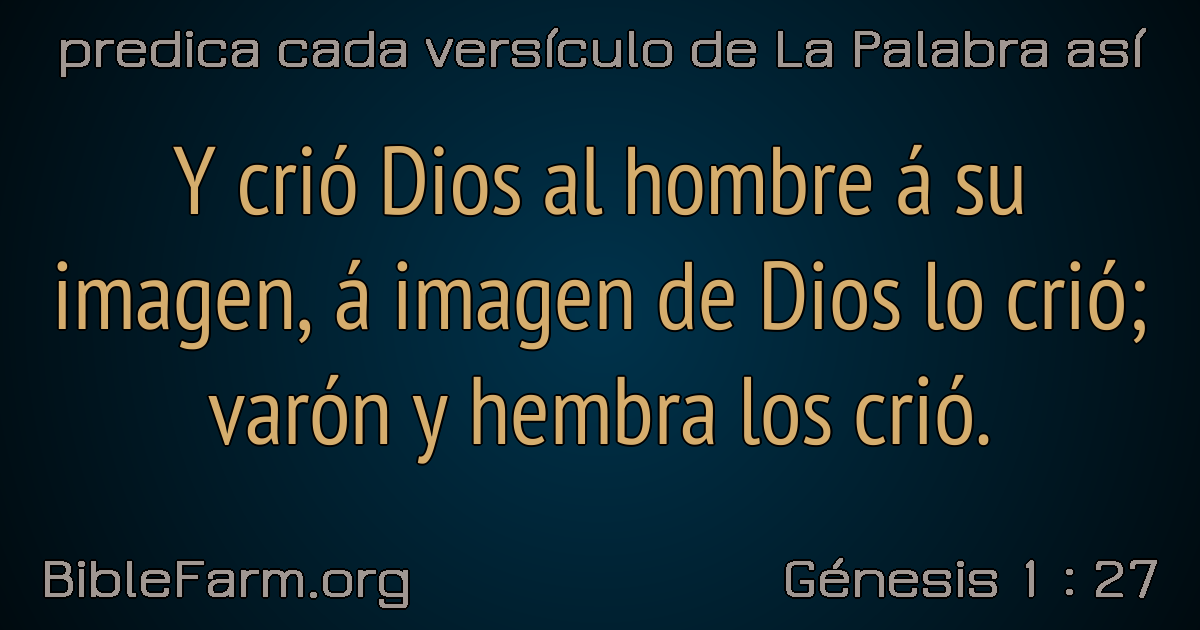 predica cada versículo de La Palabra así
Y crió Dios al hombre á su
imagen, á imagen de Dios lo crió;
varón y hembra los crió.
BibleFarm.org
Génesis 1 : 27